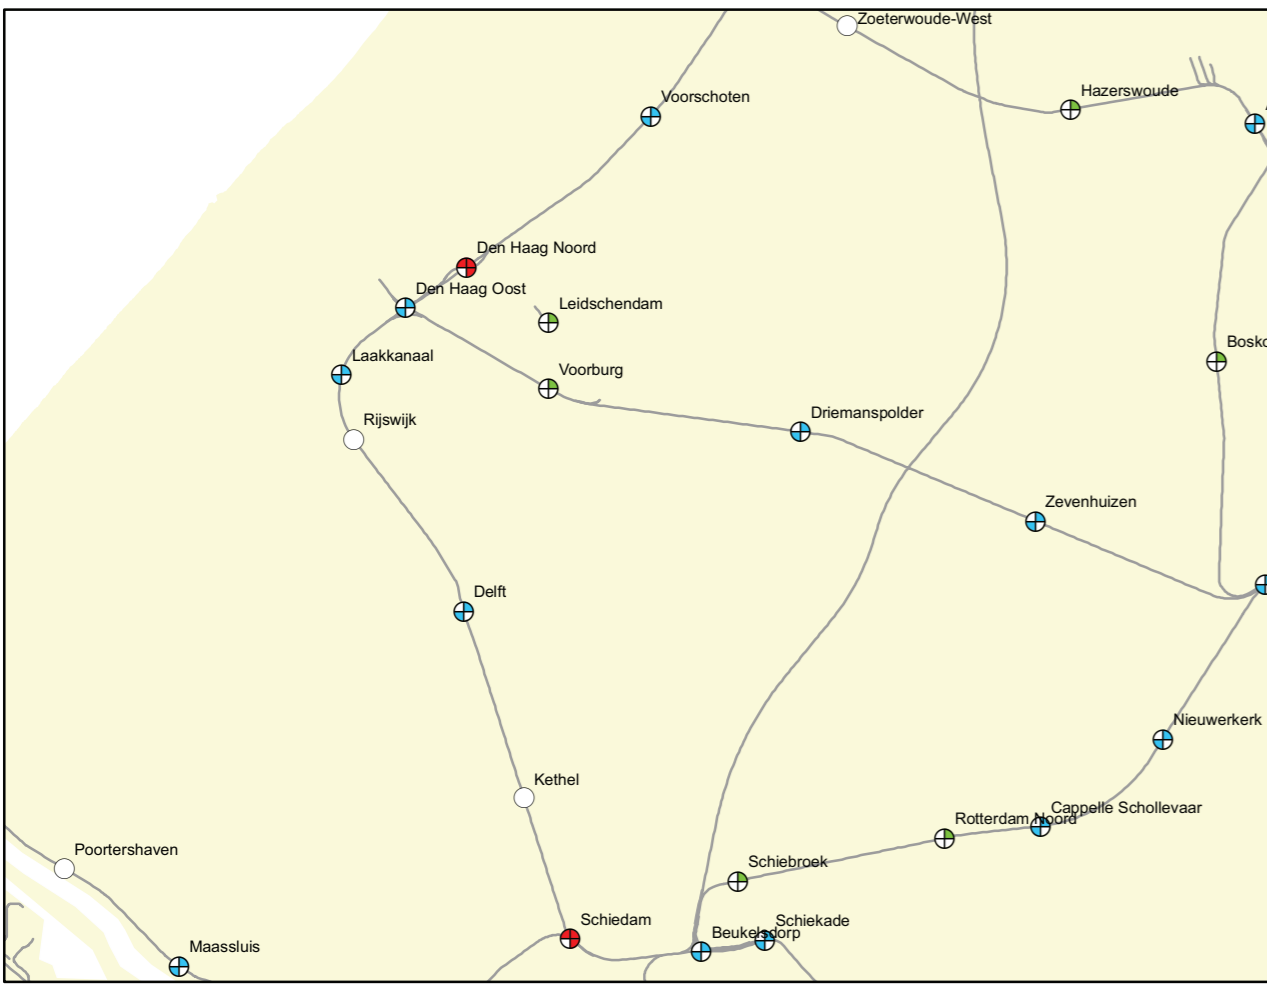 Zoeterwoude-West
Voorschoten
Hazerswoude
Den Haag Noord
Den Haag Oost
Leidschendam
Laakkanaal
Voorburg
Rijswijk
Driemanspolder
Zevenhuizen
Delft
Nieuwerkerk
Kethel
Cappelle Schollevaar
Rotterdam Noord
Poortershaven
Schiebroek
Schiedam
Schiekade
Beukelsdorp
Maassluis